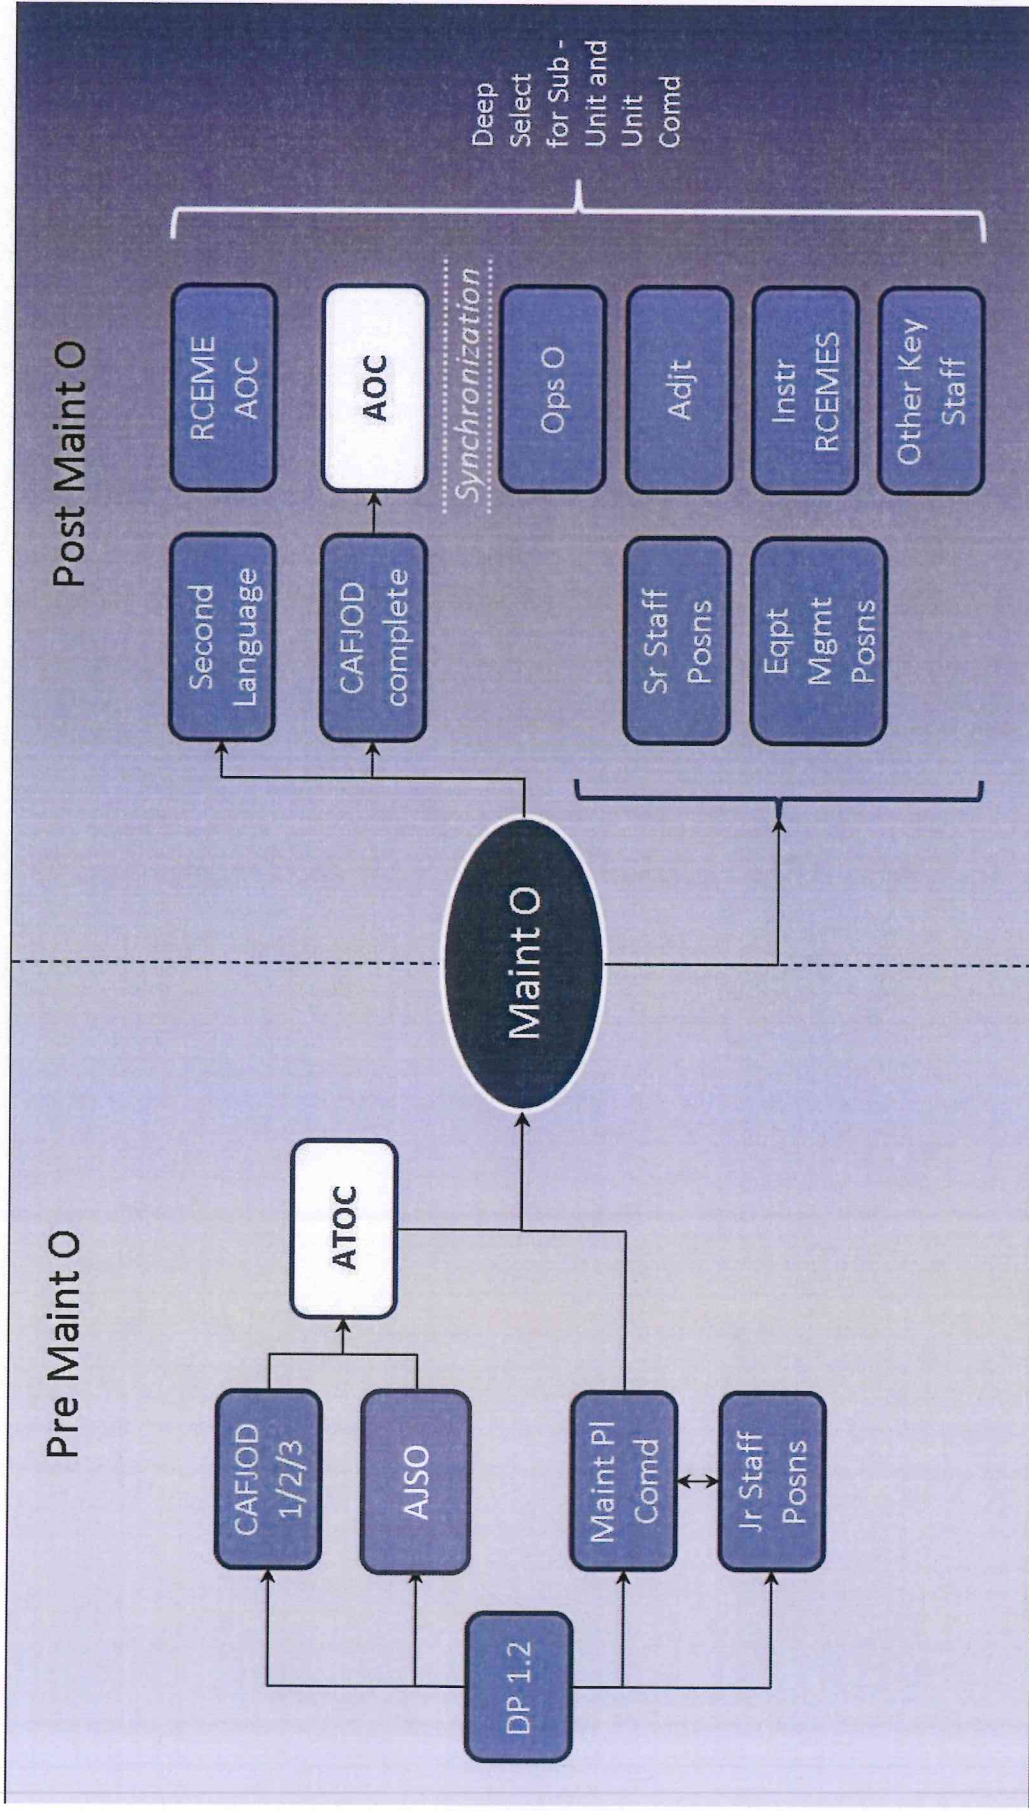 Pre Maint O
Post Maint O
DP 1.2
CAFJOD
1/2/3
AJSO
Maint Pl
Comd
Jr Staff
Posns
ATOC
Maint O
Second
Language
CAFJOD
complete
Sr Staff
Posns
Eqpt
Mgmt
Posns
RCEME
AOC
AOC
Synchronization
Ops O
Adjt
Instr
RCEMES
Other Key
Staff
Deep
Select
for Sub -
Unit and
Unit
Comd